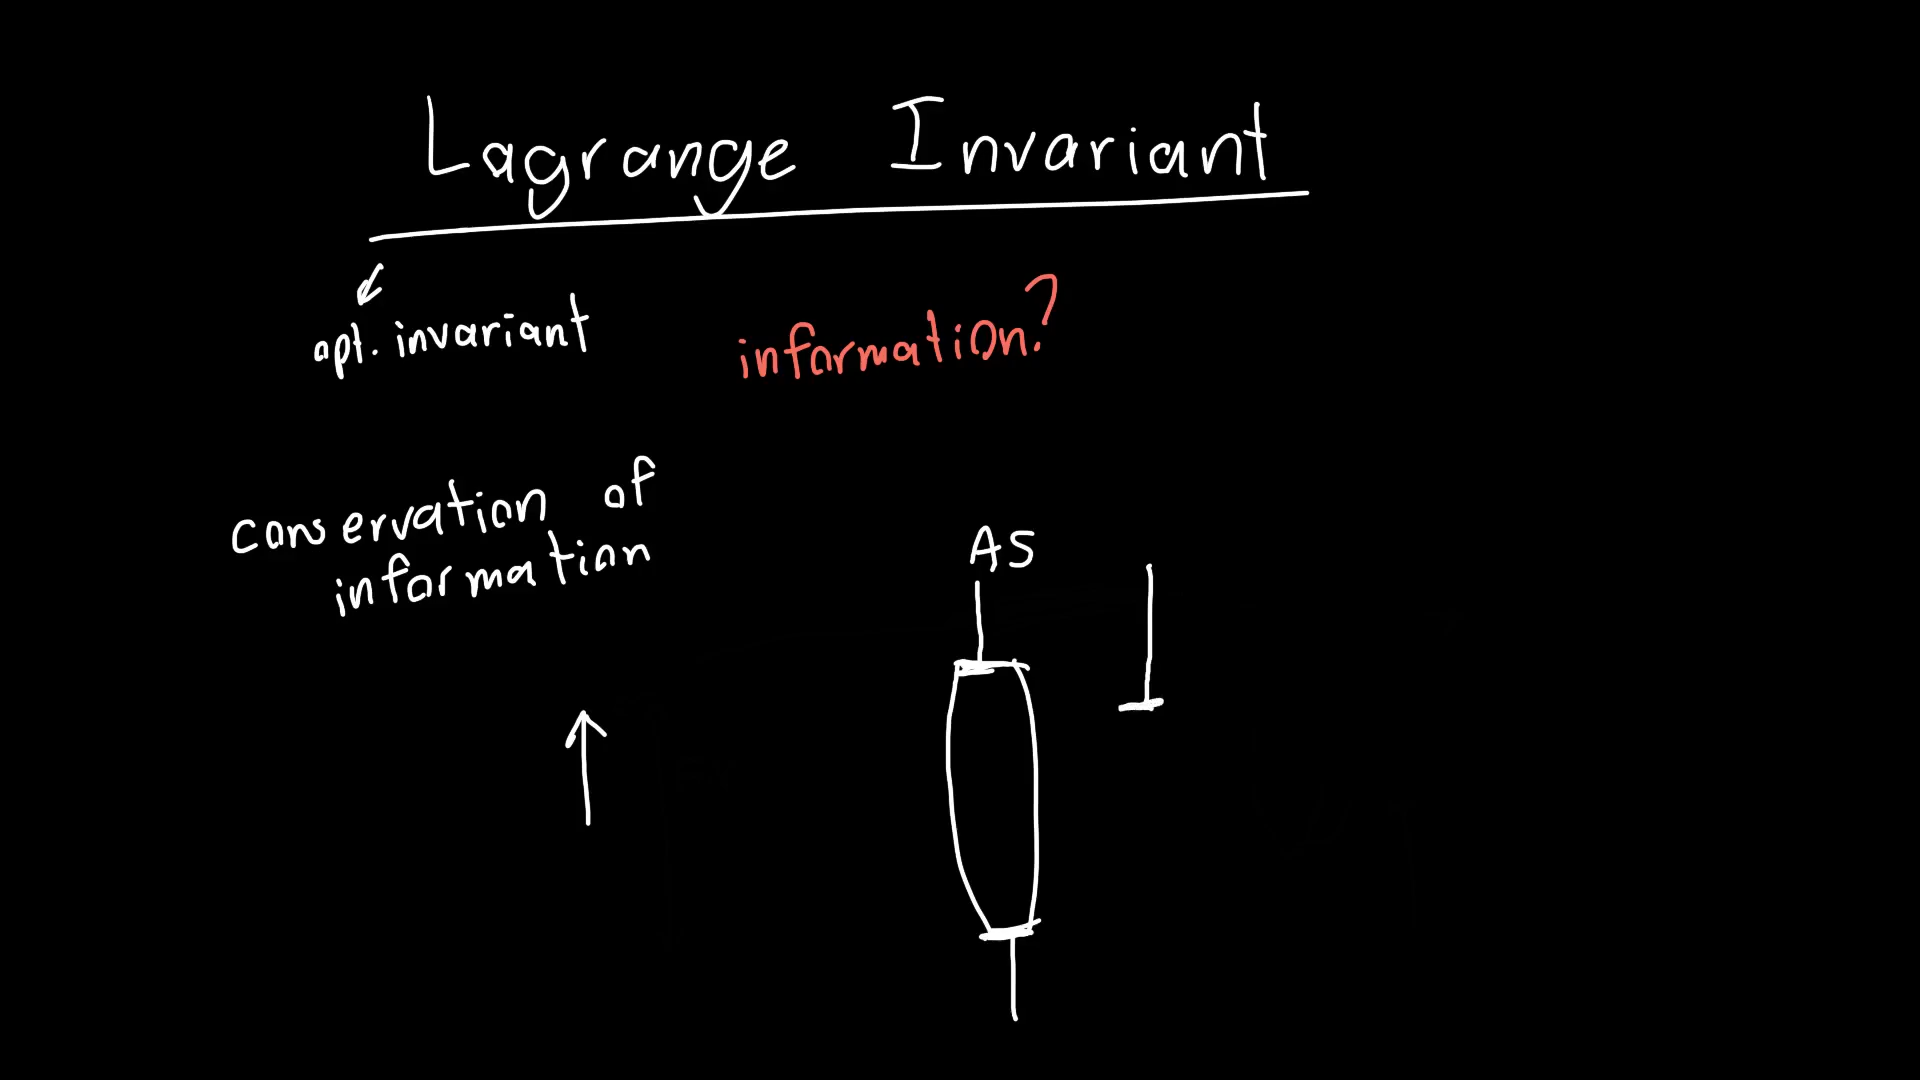 Lagrange Invariant
opt. invariant
information?
conservation of
information
AS